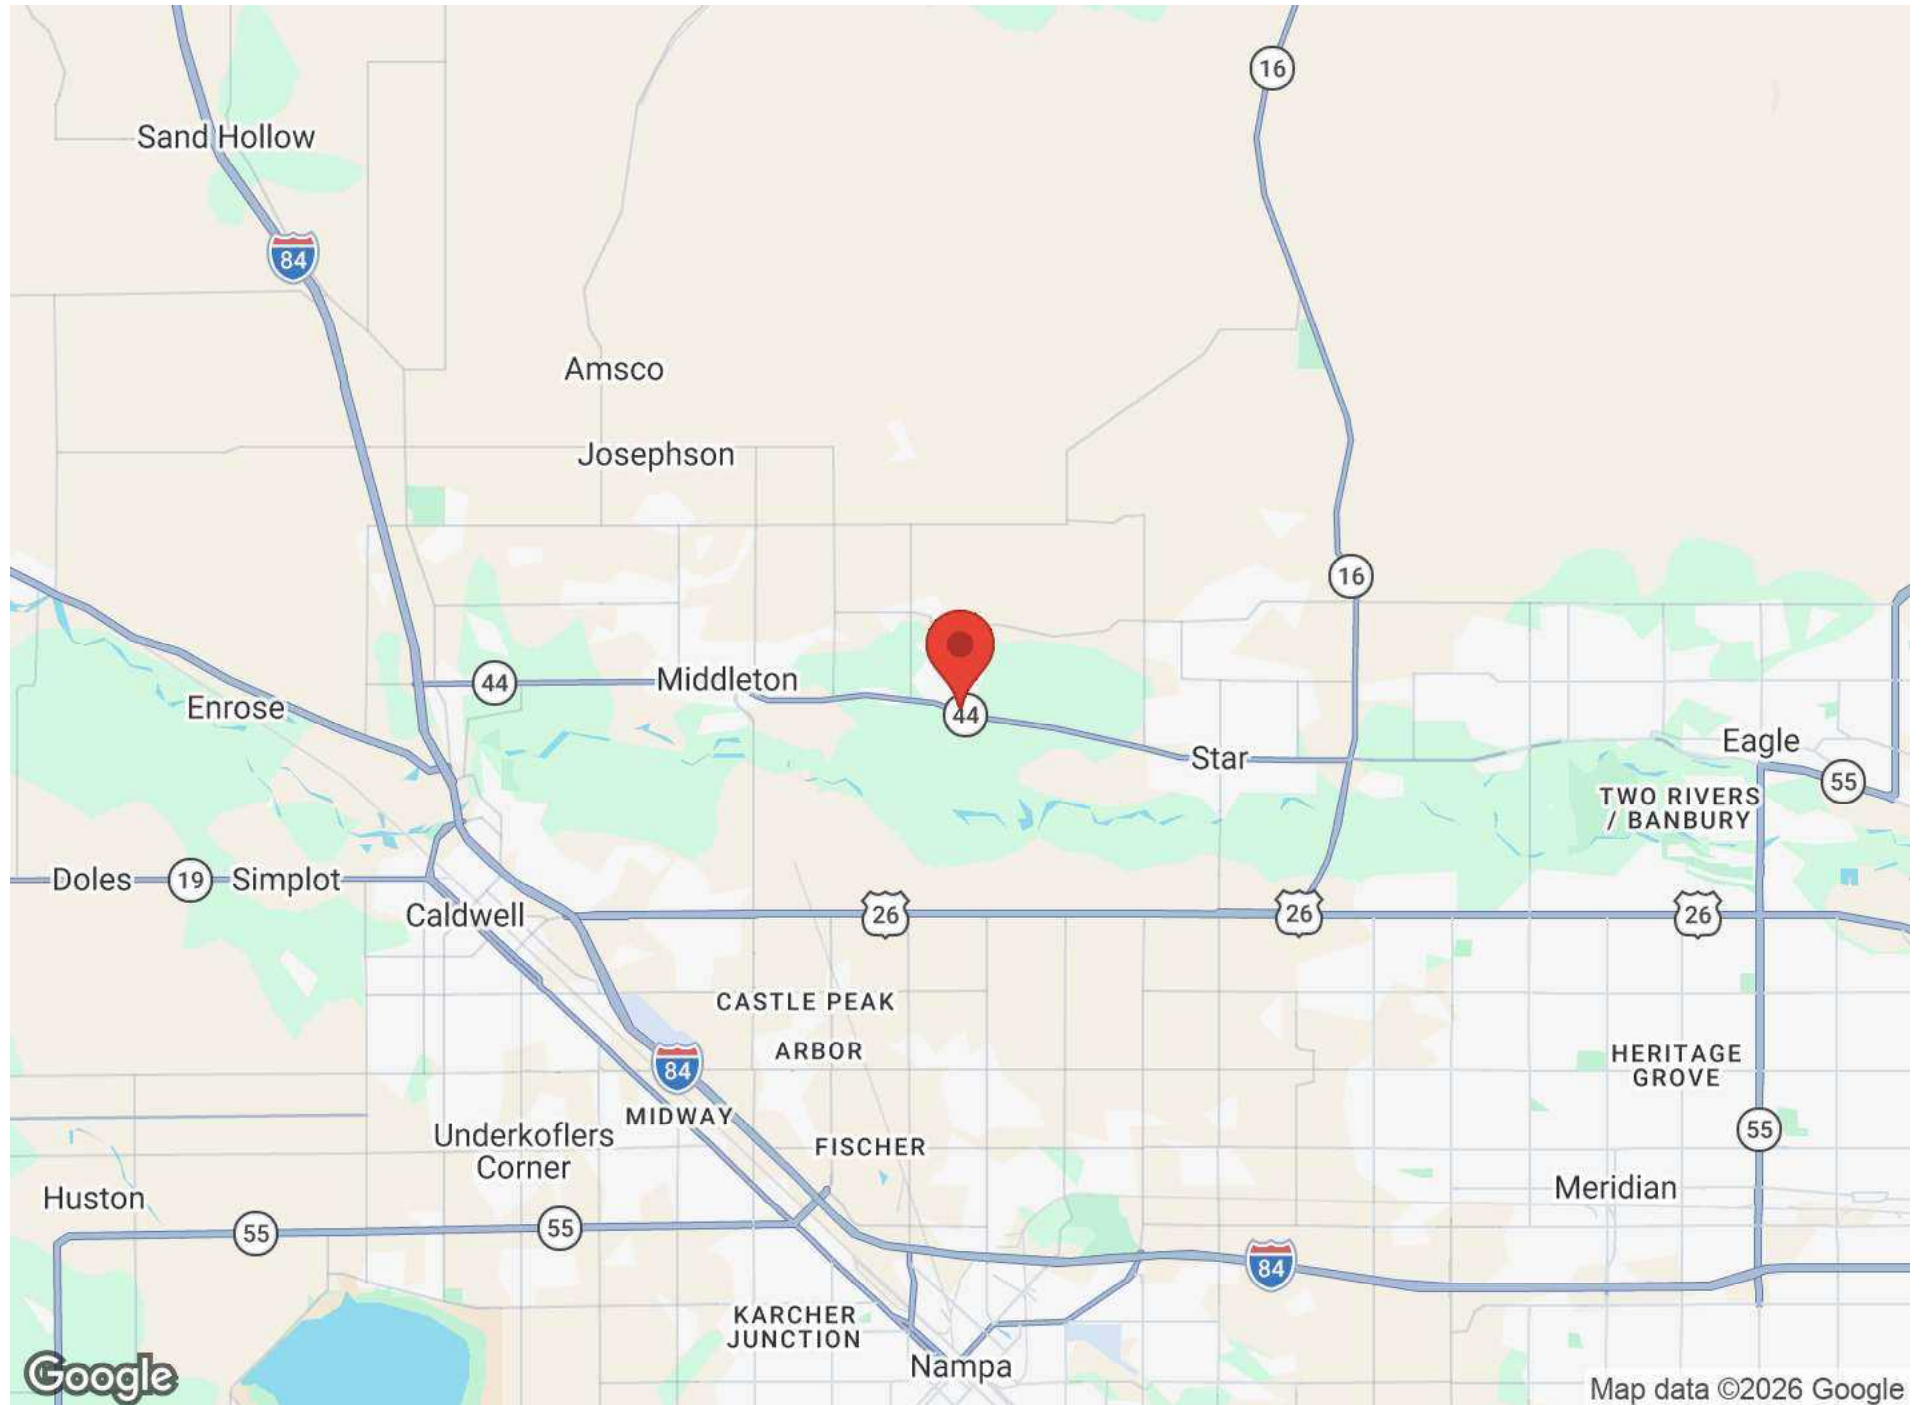 16
Sand Hollow
84
Amsco
Josephson
16
44
Middleton
Enrose
44
Star
Eagle
55
TWO RIVERS
/ BANBURY
Doles
19
Simplot
Caldwell
26
26
26
CASTLE PEAK
ARBOR
HERITAGE
GROVE
84
MIDWAY
Underkoflers
Corner
FISCHER
55
Huston
Meridian
55
55
84
KARCHER
JUNCTION
Nampa
Google
Map data ©2026 Google